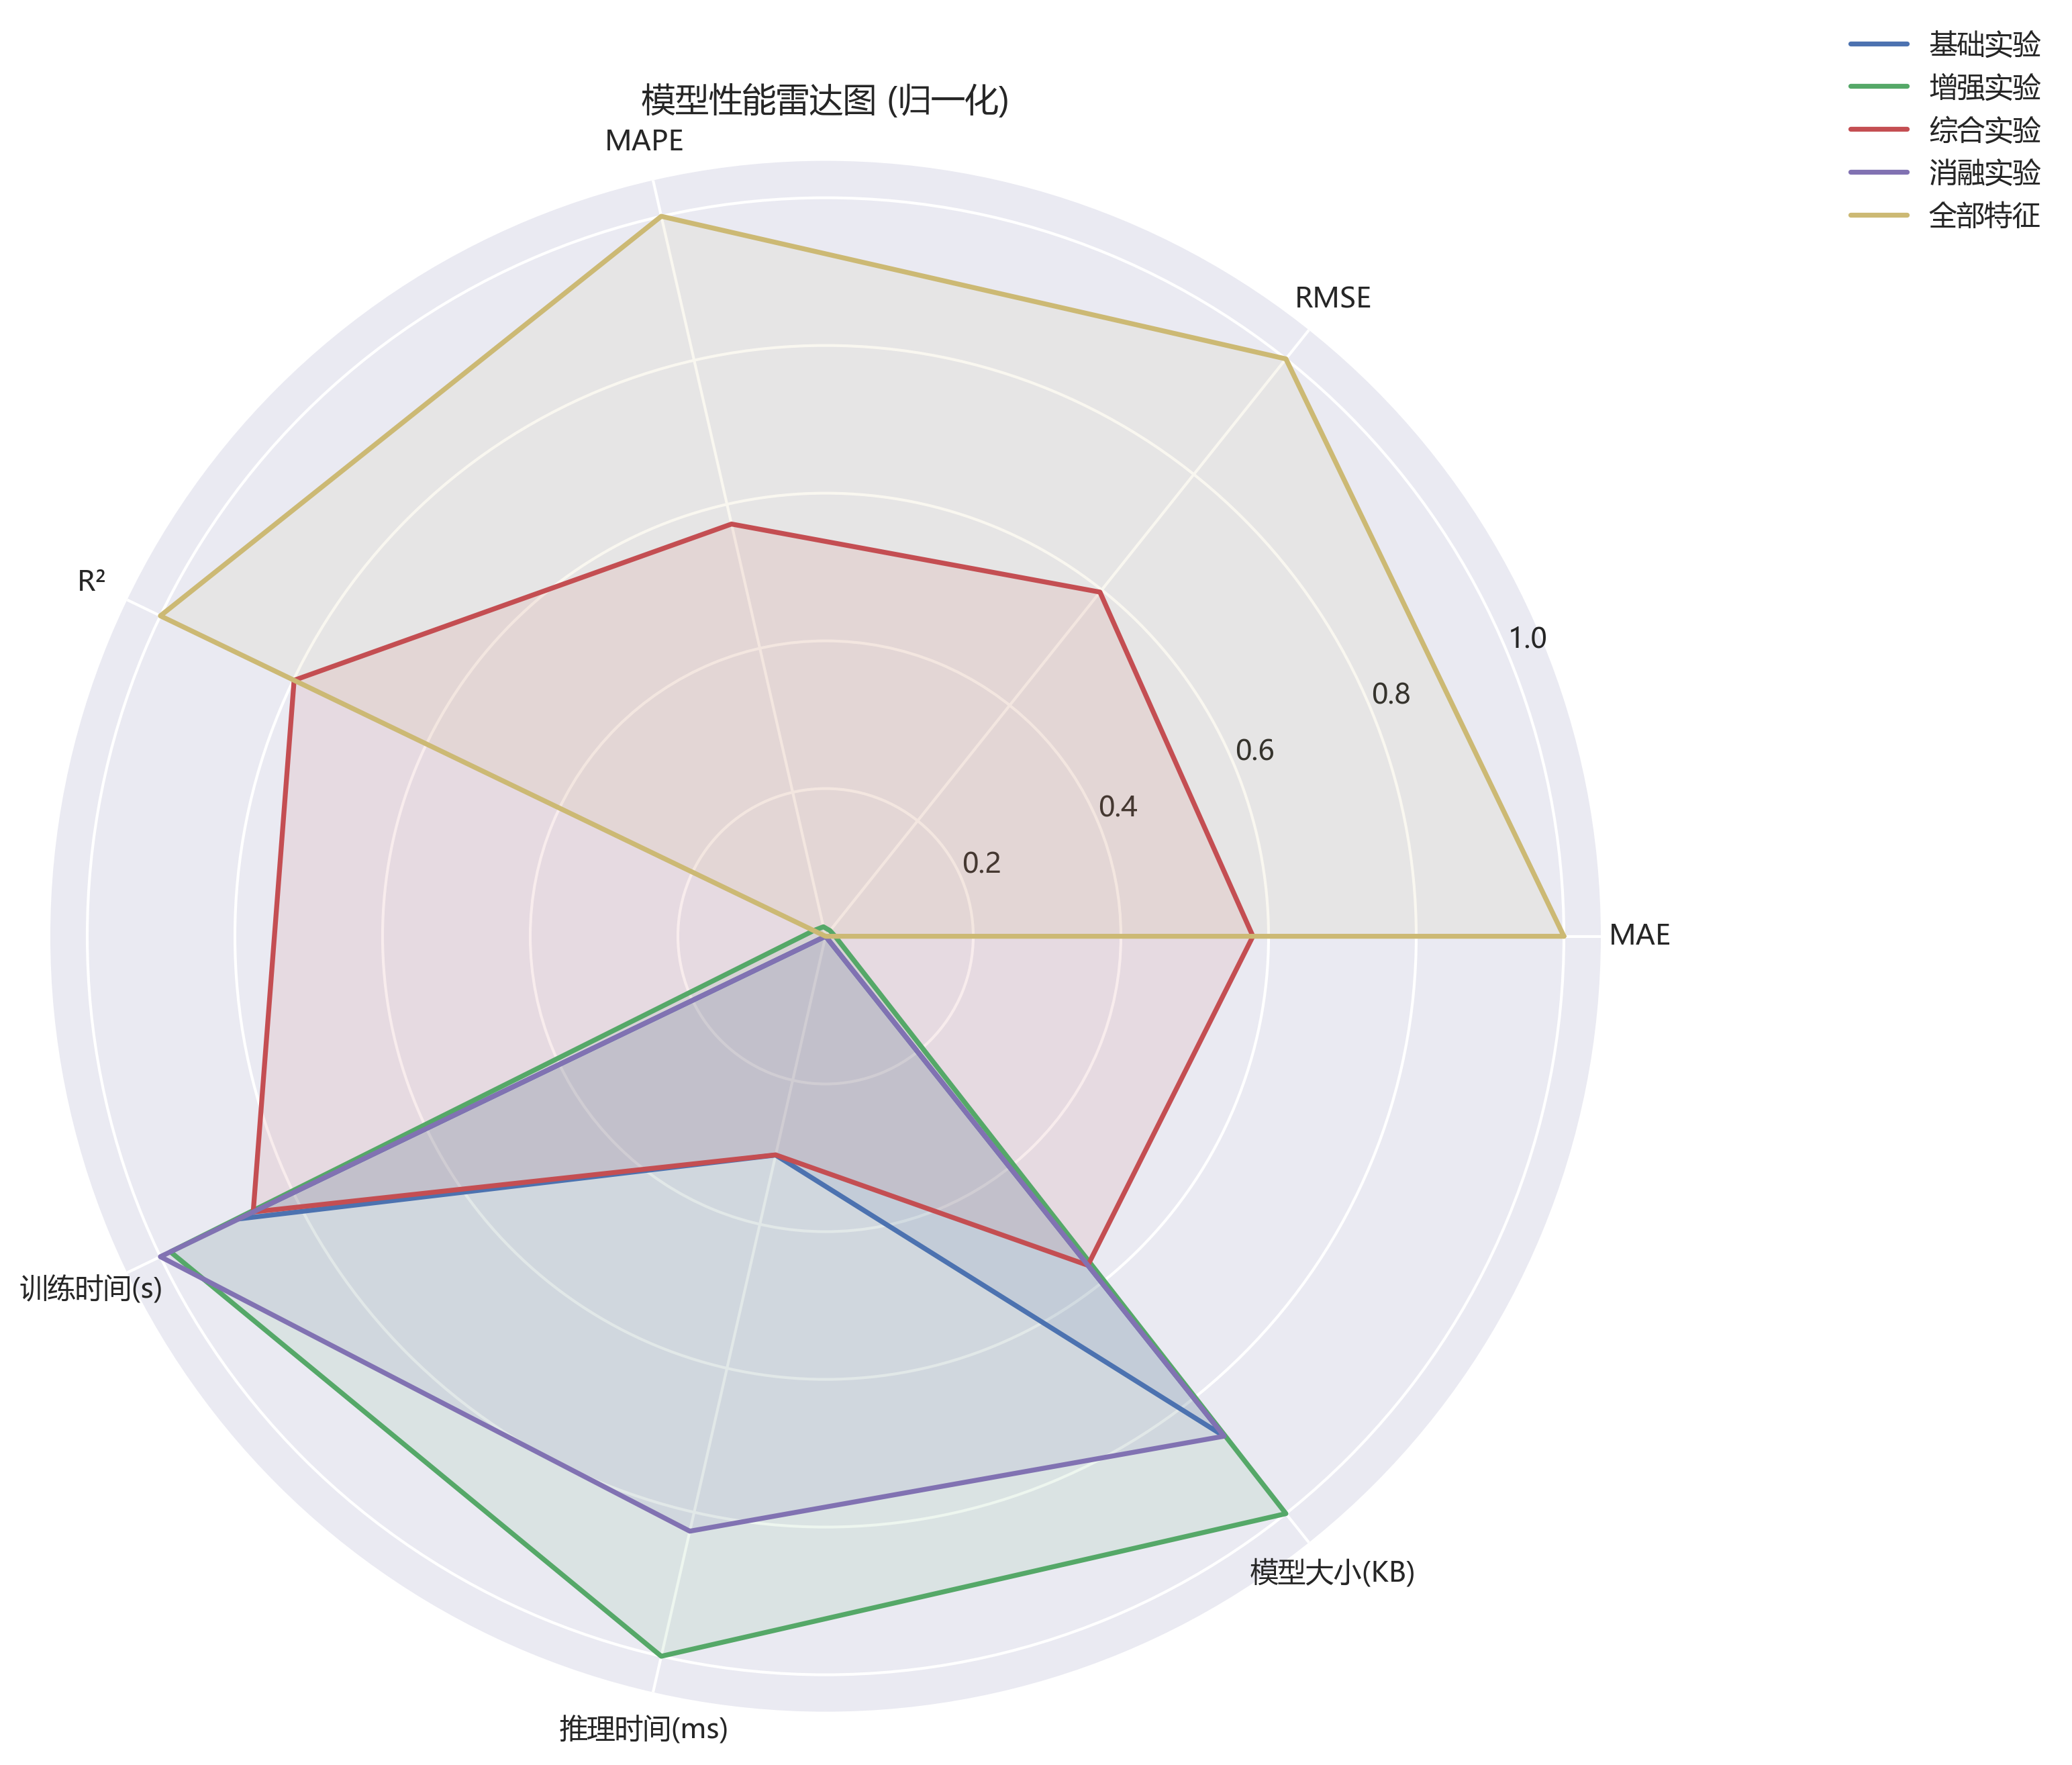 模型性能雷达图 (归一化)
基础实验
增强实验
综合实验
消融实验
全部特征
MAPE
RMSE
R²
MAE
1.0
0.8
0.6
0.4
0.2
训练时间(s)
模型大小(KB)
推理时间(ms)